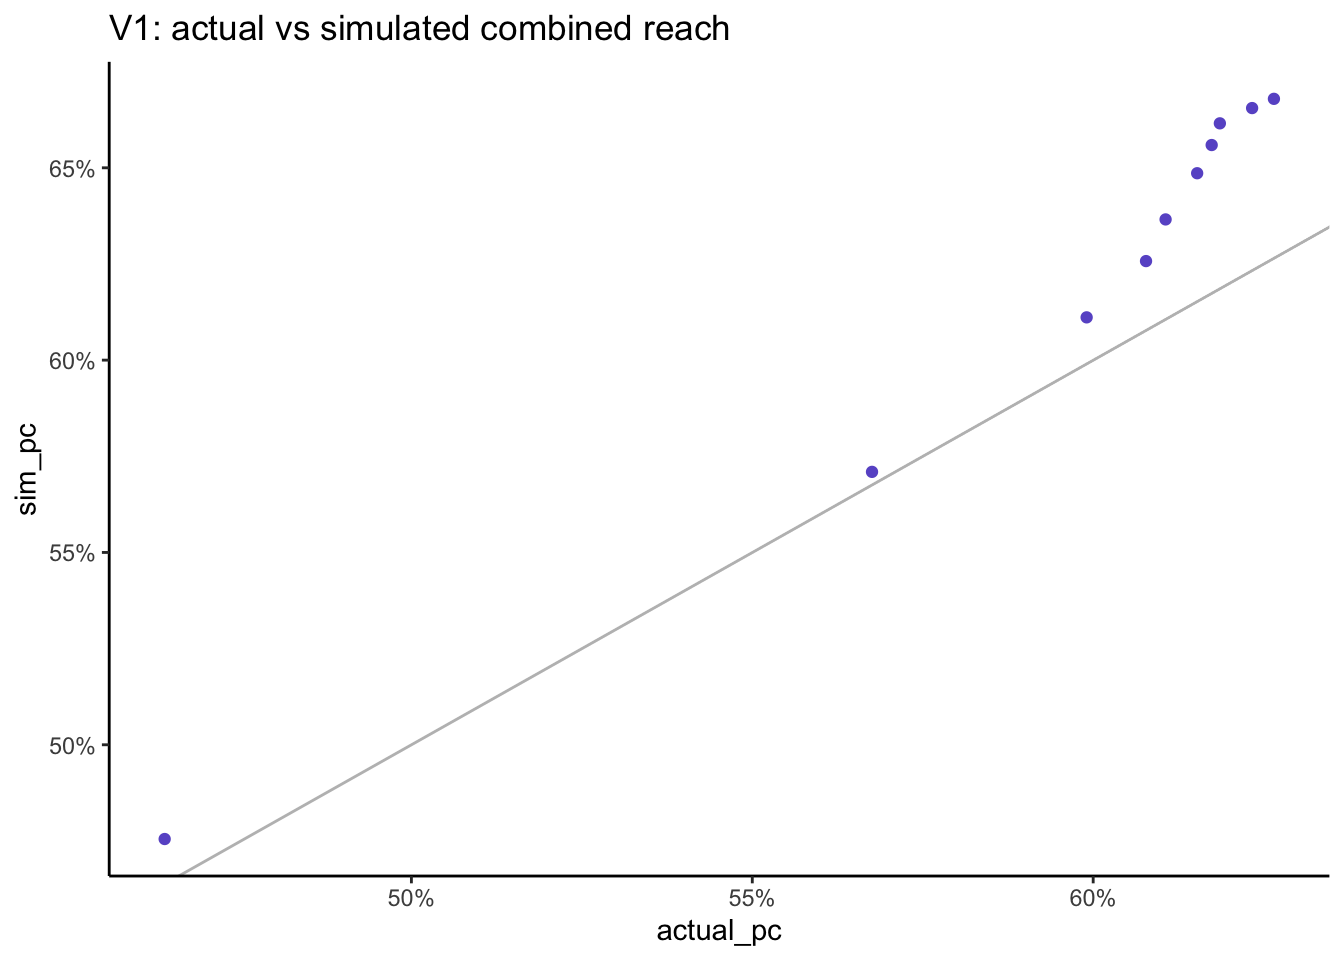 V1: actual vs simulated combined reach
65%
60%
55%
50%
sim_pc
50%
55%
60%
actual_pc